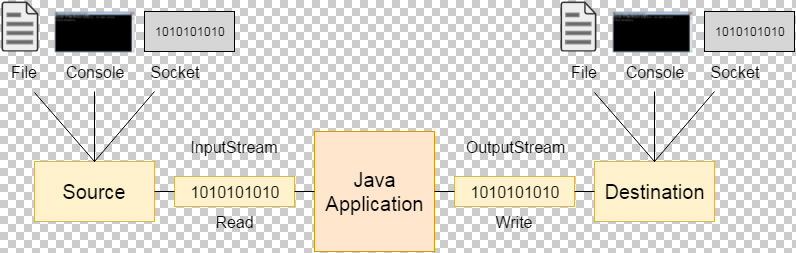 1010101010
1010101010
File Console Socket
File Console Socket
InputStream
OutputStream
Source
1010101010
Java
Application
1010101010
Destination
Read
Write